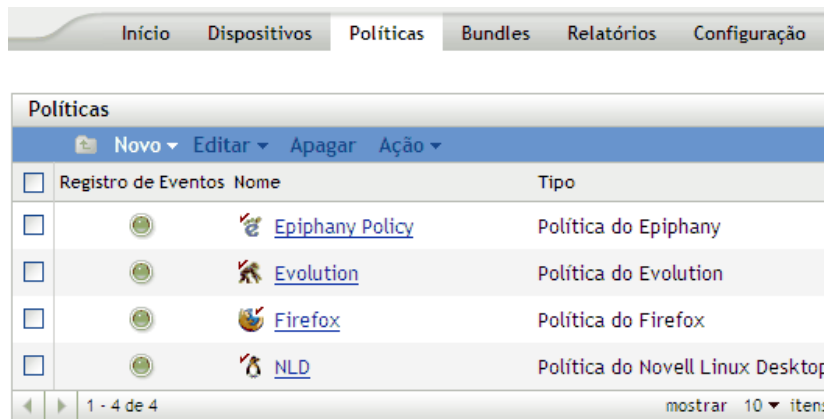 Início Dispositivos Políticas Bundles Relatórios Configuração
Políticas
Novo Editar Apagar Ação
Registro de Eventos Nome Tipo
Epiphany Policy Política do Epiphany
Evolution Política do Evolution
Firefox Política do Firefox
NLD Política do Novell Linux Desktop
1 - 4 de 4 mostrar 10 itens